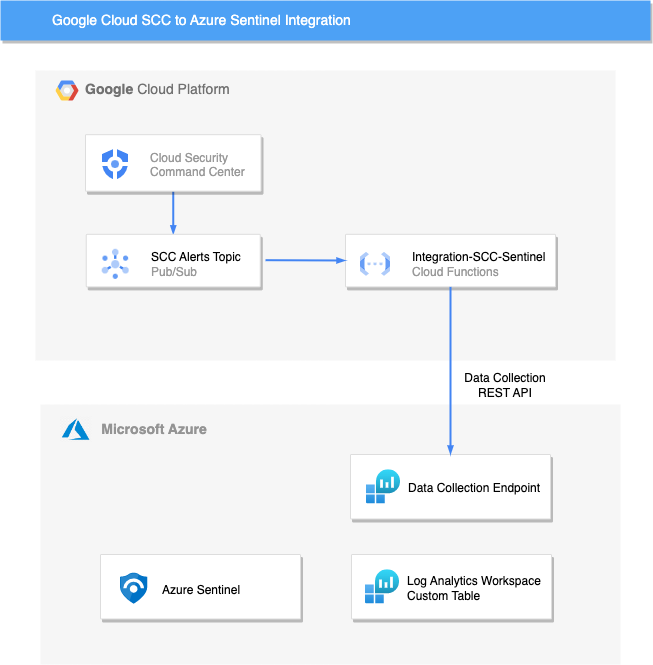 Google Cloud SCC to Azure Sentinel Integration
Google Cloud Platform
Cloud Security
Command Center
SCC Alerts Topic
Pub/Sub
Integration-SCC-Sentinel
Cloud Functions
Data Collection
REST API
Microsoft Azure
Data Collection Endpoint
Azure Sentinel
Log Analytics Workspace
Custom Table